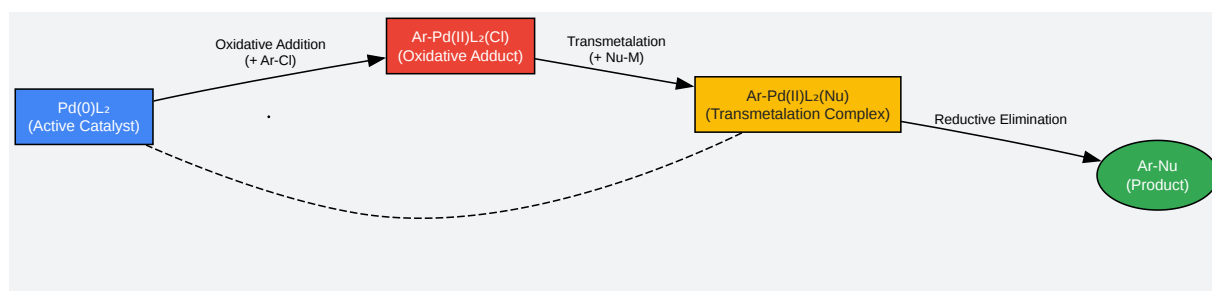 Oxidative Addition
(+ Ar-Cl)
Ar-Pd(II)L₂(Cl)
(Oxidative Adduct)
Transmetalation
(+ Nu-M)
Pd(0)L₂
(Active Catalyst)
Ar-Pd(II)L₂(Nu)
(Transmetalation Complex)
Reductive Elimination
Ar-Nu
(Product)